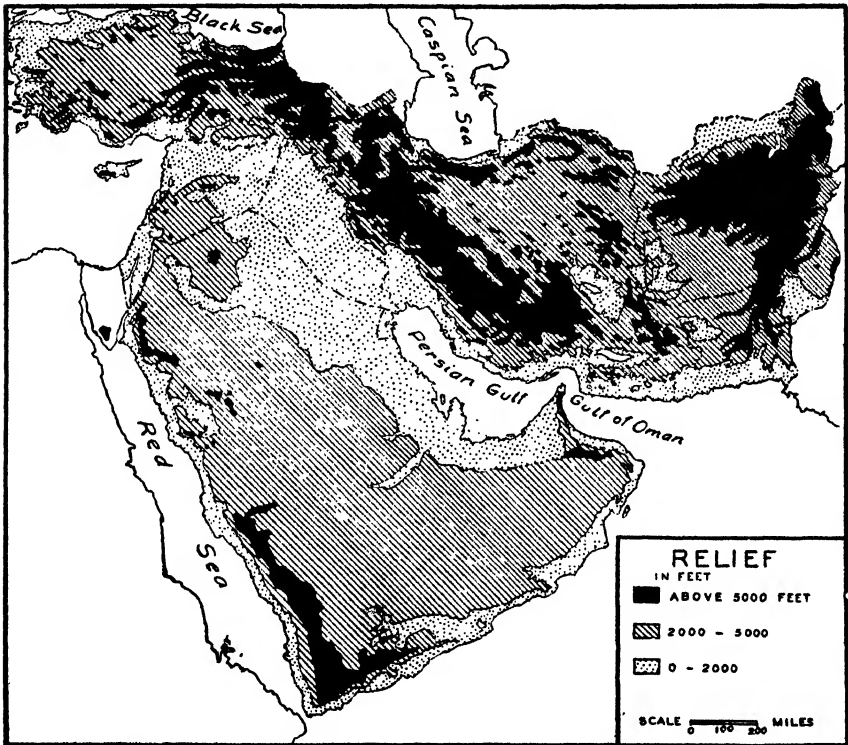 Black Sea
Caspian Sea
Persian Gulf
Gulf of Oman
Red Sea
RELIEF
IN FEET
ABOVE 5000 FEET
2000 - 5000
0 - 2000
SCALE 0 100 200 MILES